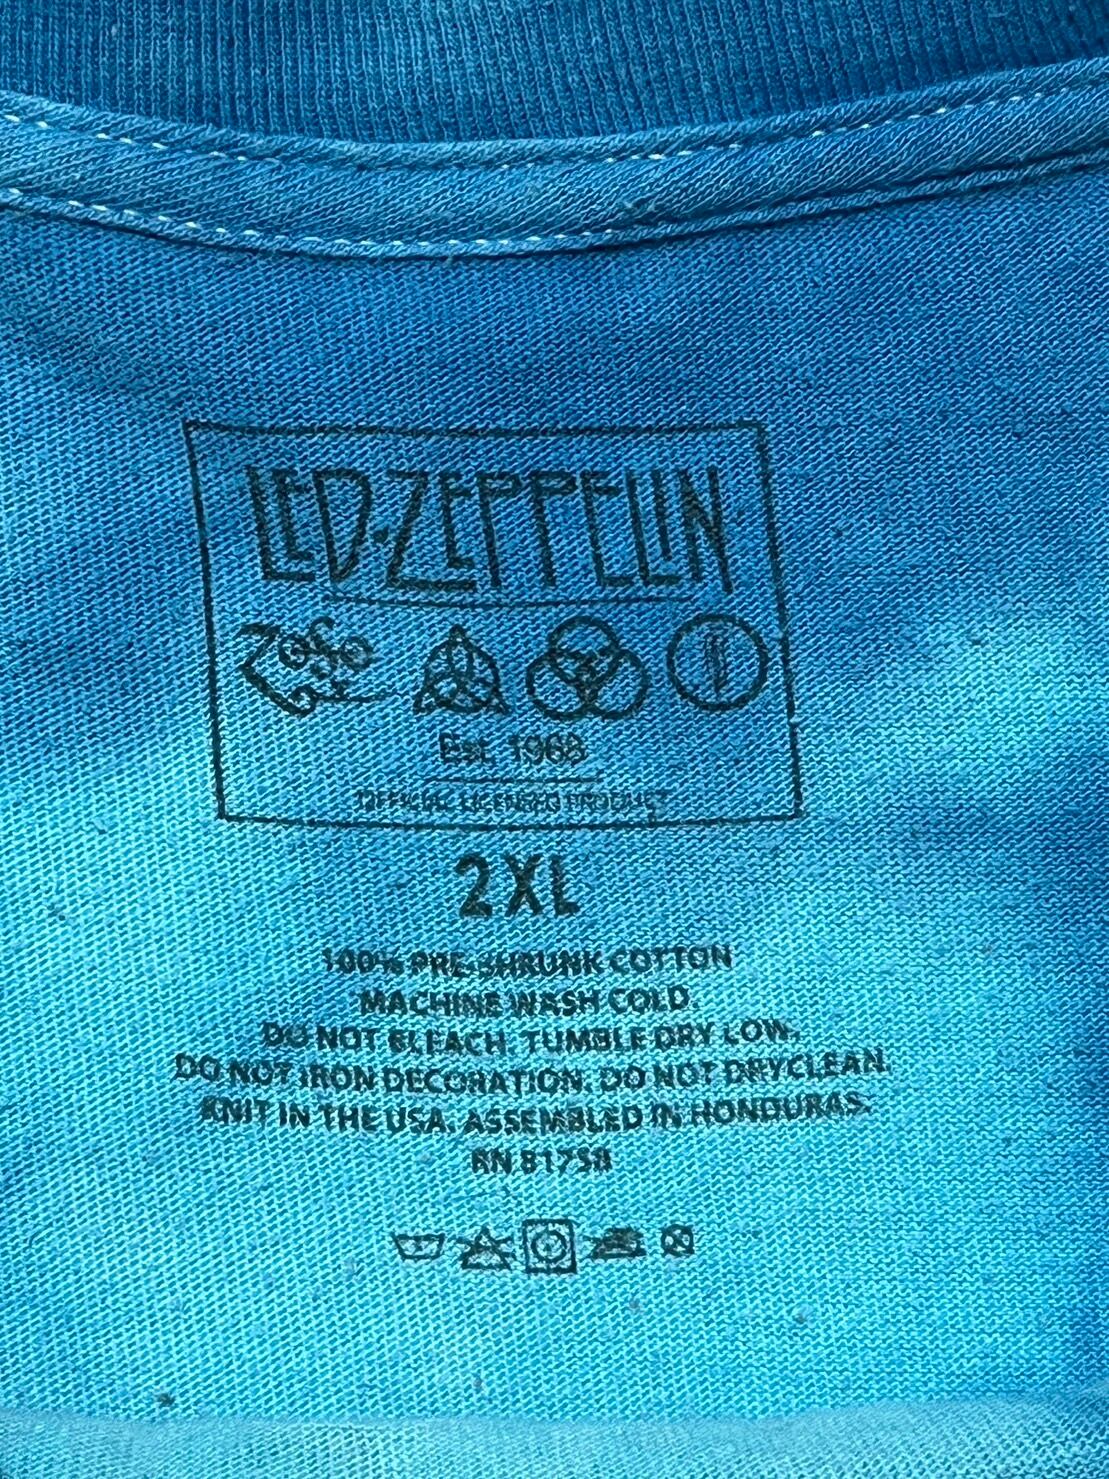 LED·ZEPPELIN
ZOSO
Est. 1968
OFFICIAL LICENSED PRODUCT
2XL
100% PRE-SHRUNK COTTON
MACHINE WASH COLD.
DO NOT BLEACH. TUMBLE DRY LOW.
DO NOT IRON DECORATION. DO NOT DRYCLEAN.
KNIT IN THE USA. ASSEMBLED IN HONDURAS.
RN 81758